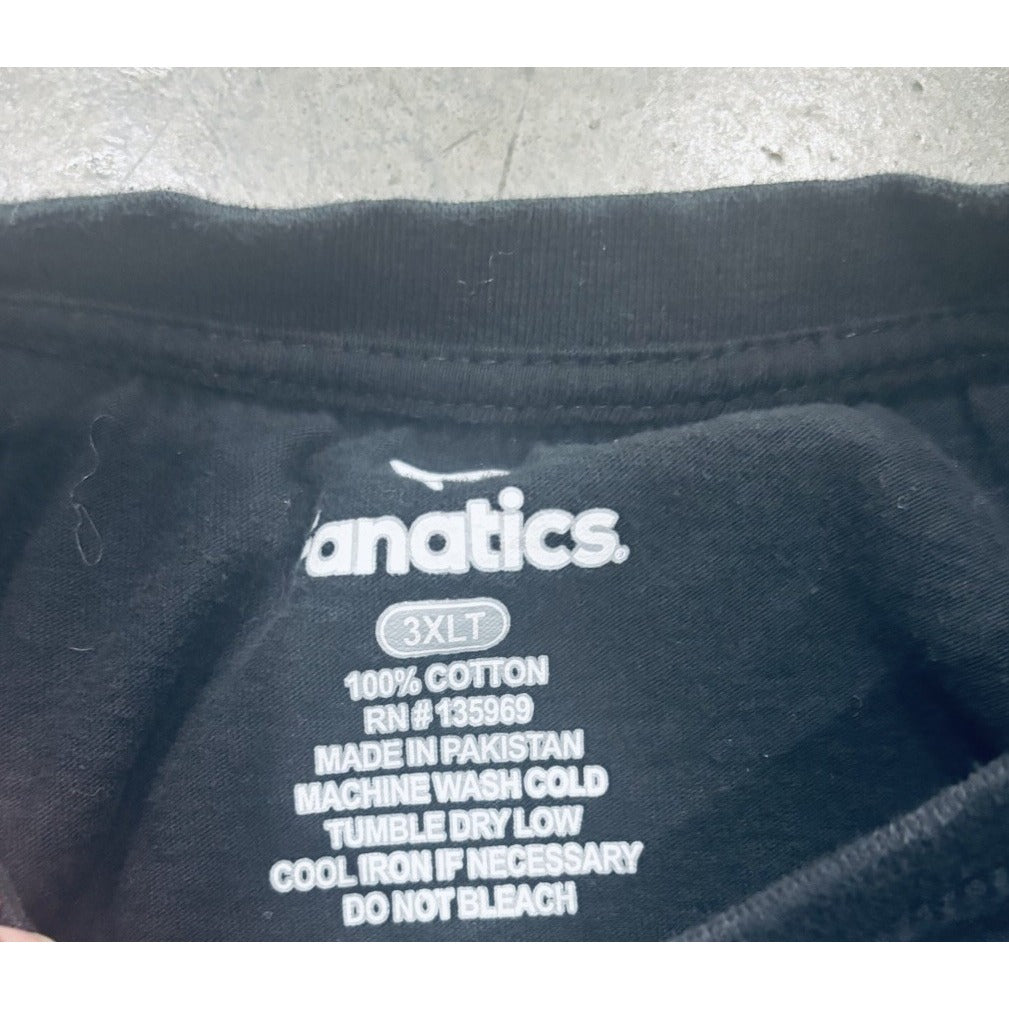 fanatics.
3XLT
100% COTTON
RN # 135969
MADE IN PAKISTAN
MACHINE WASH COLD
TUMBLE DRY LOW
COOL IRON IF NECESSARY
DO NOT BLEACH